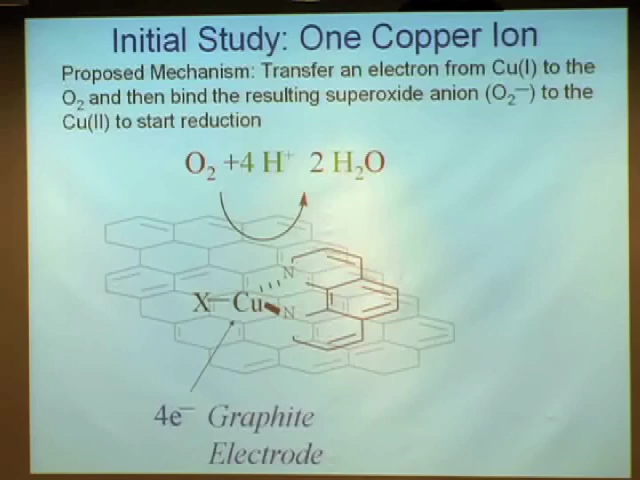 Initial Study: One Copper Ion
Proposed Mechanism: Transfer an electron from Cu(I) to the
O₂ and then bind the resulting superoxide anion (O₂⁻) to the
Cu(II) to start reduction
O₂ +4 H⁺ 2 H₂O
N
X Cu
N
4e⁻ Graphite
Electrode